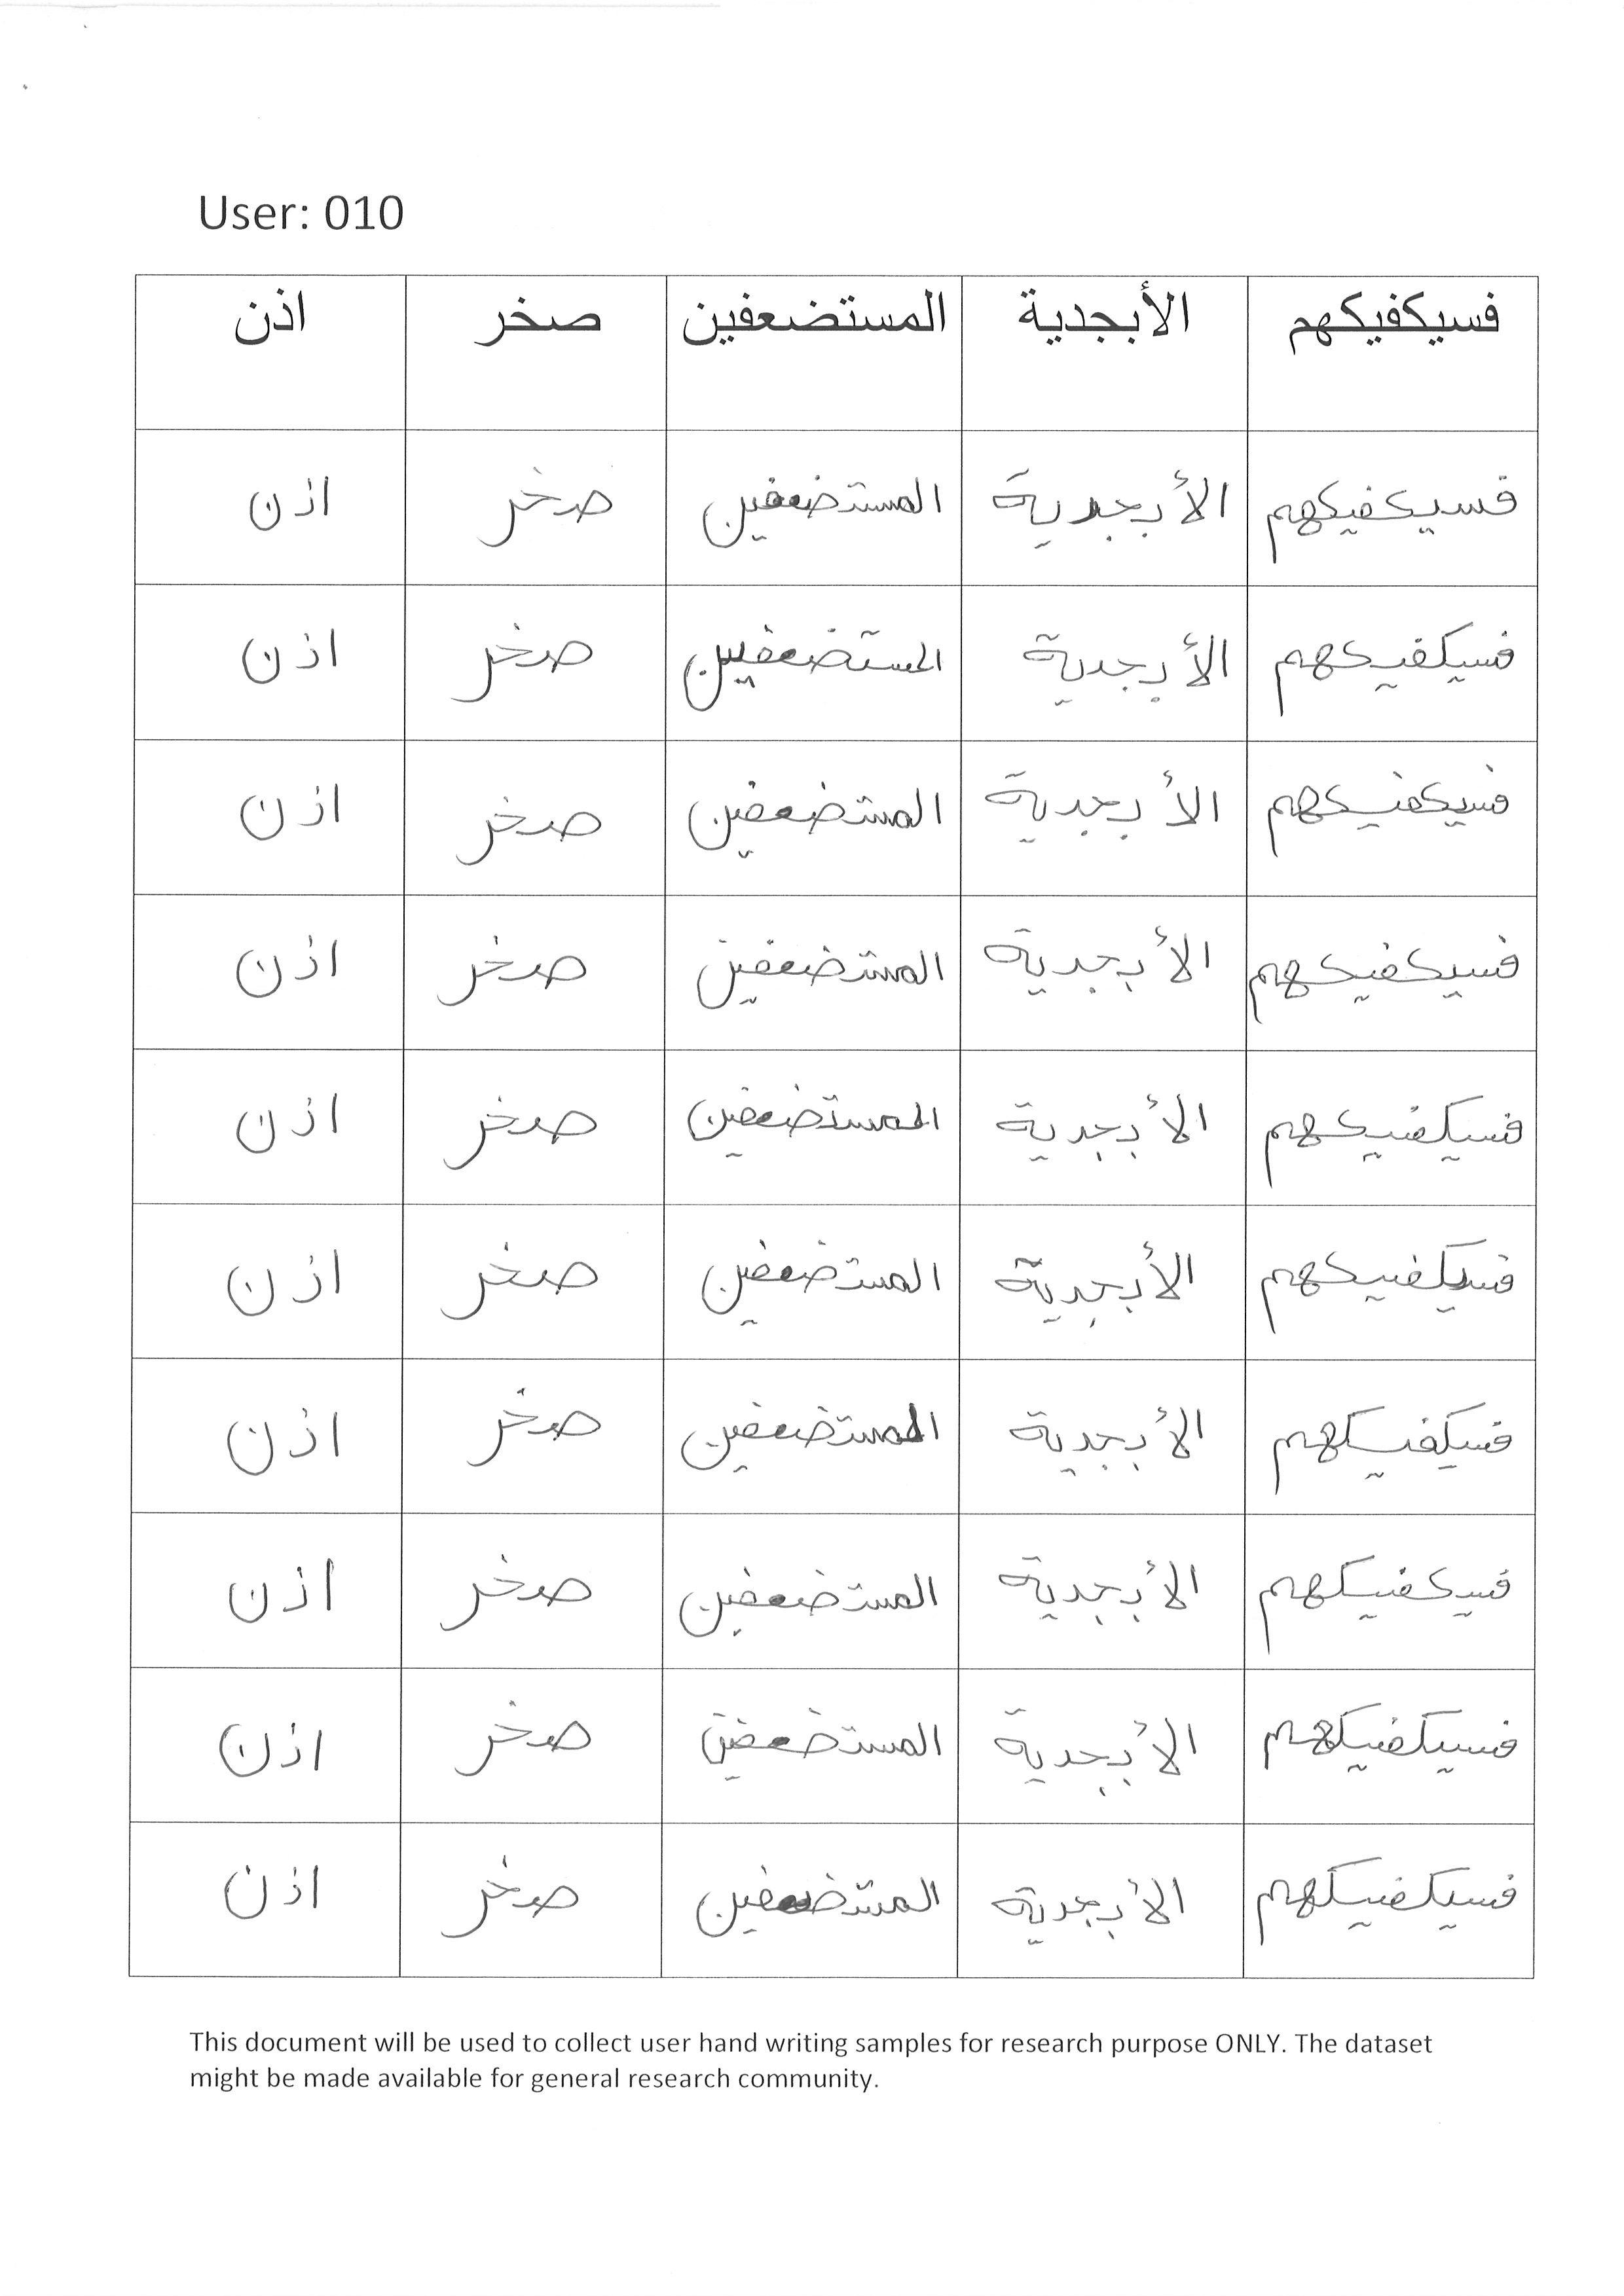 User: 010
فسيكفيكهم الأبجدية المستضعفين صخر اذن
فسيكفيكهم الأبجدية المستضعفين صخر اذن
فسيكفيكهم الأبجدية المستضعفين صخر اذن
فسيكفيكهم الأبجدية المستضعفين صخر اذن
فسيكفيكهم الأبجدية المستضعفين صخر اذن
فسيكفيكهم الأبجدية المستضعفين صخر اذن
فسيكفيكهم الأبجدية المستضعفين صخر اذن
فسيكفيكهم الأبجدية المستضعفين صخر اذن
فسيكفيكهم الأبجدية المستضعفين صخر اذن
فسيكفيكهم الأبجدية المستضعفين صخر اذن
فسيكفيكهم الأبجدية المستضعفين صخر اذن
This document will be used to collect user hand writing samples for research purpose ONLY. The dataset
might be made available for general research community.